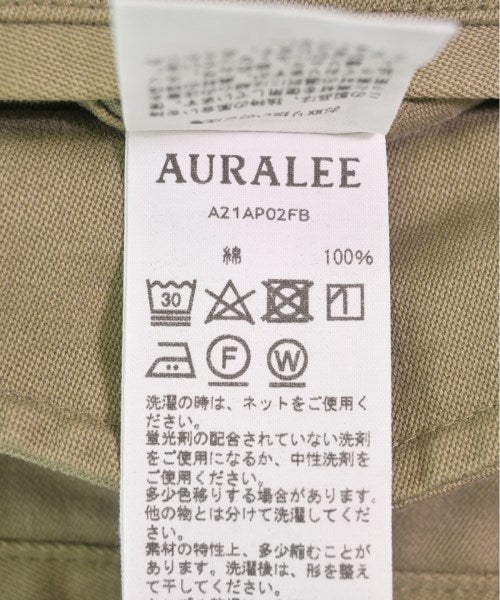 AURALEE
A21AP02FB
綿 100%
30
F W
洗濯の時は、ネットをご使用く
ださい。
蛍光剤の配合されていない洗剤
をご使用になるか、中性洗剤を
ご使用ください。
多少色移りする場合があります。
他の物とは分けて洗濯してくだ
さい。
素材の特性上、多少縮むことが
あります。洗濯後は、形を整え
て干してください。